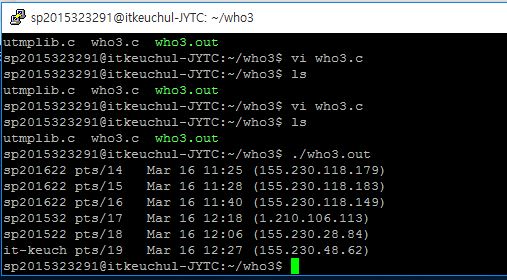 sp2015323291@itkeuchul-JYTC: ~/who3
utmplib.c who3.c who3.out
sp2015323291@itkeuchul-JYTC:~/who3$ vi who3.c
sp2015323291@itkeuchul-JYTC:~/who3$ ls
utmplib.c who3.c who3.out
sp2015323291@itkeuchul-JYTC:~/who3$ vi who3.c
sp2015323291@itkeuchul-JYTC:~/who3$ ls
utmplib.c who3.c who3.out
sp2015323291@itkeuchul-JYTC:~/who3$ ./who3.out
sp201622 pts/14 Mar 16 11:25 (155.230.118.179)
sp201622 pts/15 Mar 16 11:28 (155.230.118.183)
sp201622 pts/16 Mar 16 11:40 (155.230.118.149)
sp201532 pts/17 Mar 16 12:18 (1.210.106.113)
sp201522 pts/18 Mar 16 12:06 (155.230.28.84)
it-keuch pts/19 Mar 16 12:27 (155.230.48.62)
sp2015323291@itkeuchul-JYTC:~/who3$